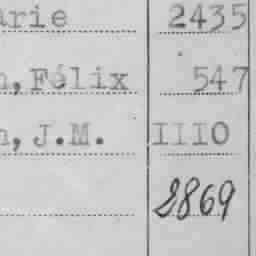 arie 2435
n, Félix 547
n, J.M. IIIO
2869